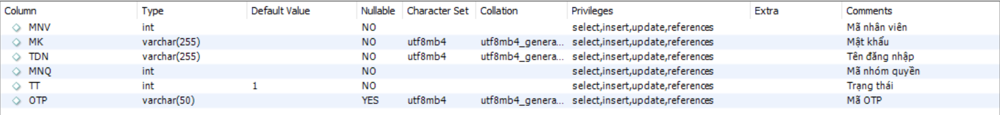 Column Type Default Value Nullable Character Set Collation Privileges Extra Comments
MNV int NO select,insert,update,references Mã nhân viên
MK varchar(255) NO utf8mb4 utf8mb4_genera... select,insert,update,references Mật khẩu
TDN varchar(255) NO utf8mb4 utf8mb4_genera... select,insert,update,references Tên đăng nhập
MNQ int NO select,insert,update,references Mã nhóm quyền
TT int 1 NO select,insert,update,references Trạng thái
OTP varchar(50) YES utf8mb4 utf8mb4_genera... select,insert,update,references Mã OTP